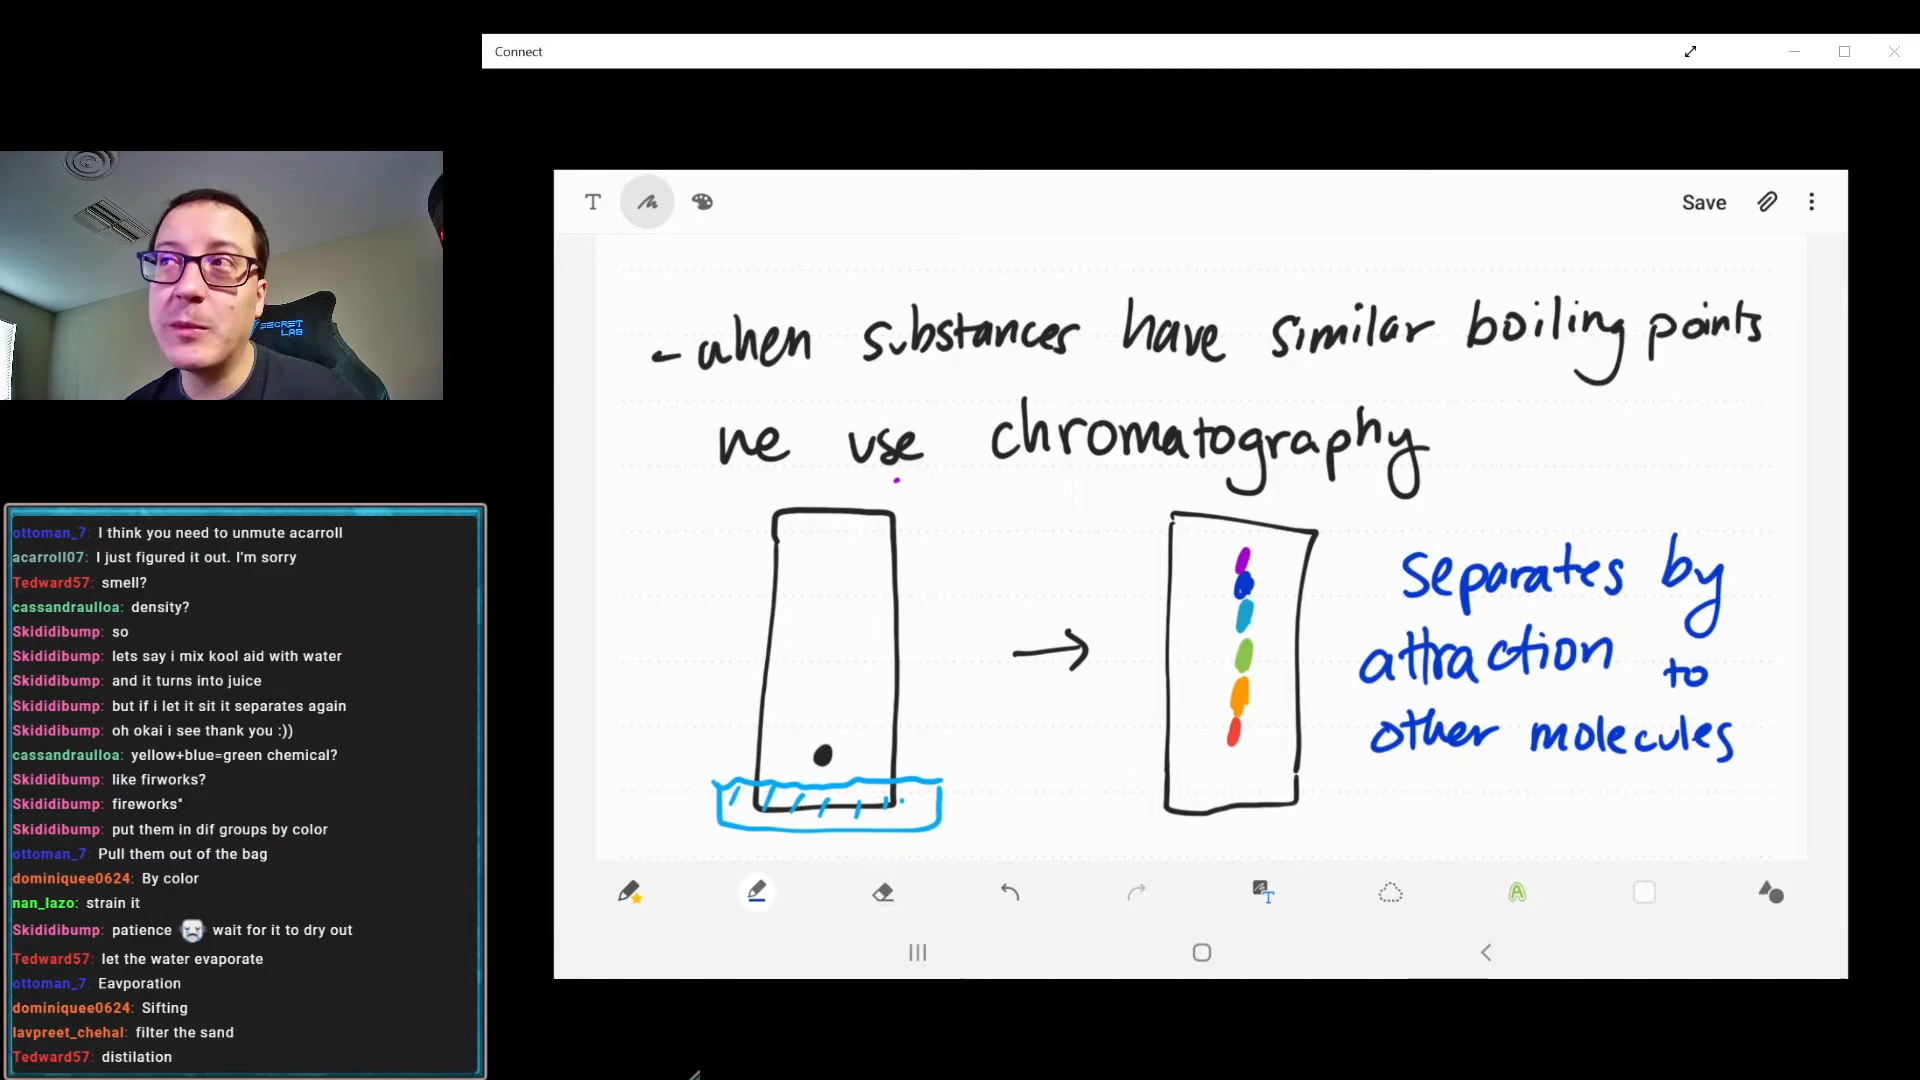 Connect
Save
- when substances have similar boiling points
we use chromatography
separates by
attraction to
other molecules
SECRET
LAB
ottoman_7: I think you need to unmute acarroll
acarroll07: I just figured it out. I'm sorry
Tedward57: smell?
cassandraulloa: density?
Skididibump: so
Skididibump: lets say i mix kool aid with water
Skididibump: and it turns into juice
Skididibump: but if i let it sit it separates again
Skididibump: oh okai i see thank you :))
cassandraulloa: yellow+blue=green chemical?
Skididibump: like firworks?
Skididibump: fireworks"
Skididibump: put them in dif groups by color
ottoman_7: Pull them out of the bag
dominiquee0624: By color
nan_lazo: strain it
Skididibump: patience wait for it to dry out
Tedward57: let the water evaporate
ottoman_7: Eavporation
dominiquee0624: Sifting
lavpreet_chehal: filter the sand
Tedward57: distilation